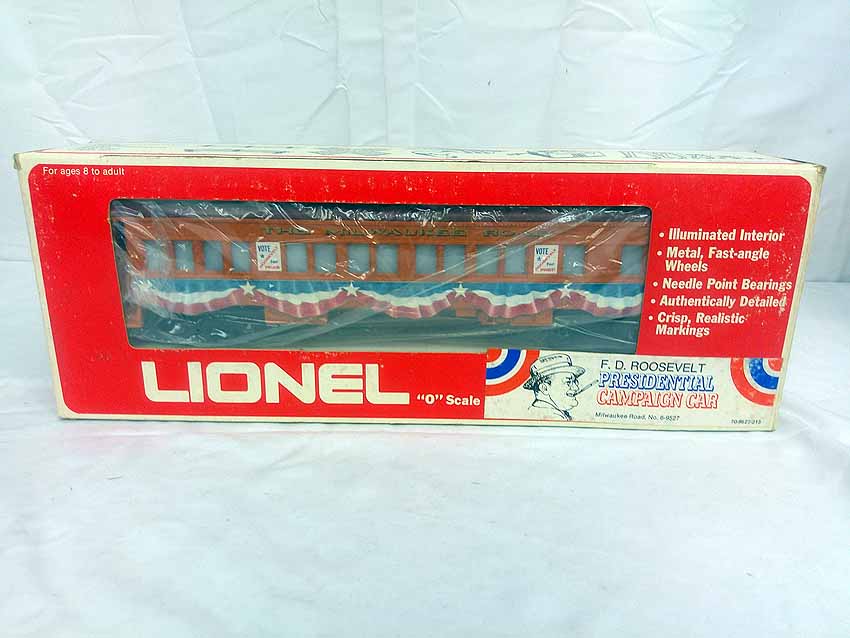 For ages 8 to adult
THE MILWAUKEE RO
VOTE
VOTE
• Illuminated Interior
• Metal, Fast-angle
Wheels
• Needle Point Bearings
• Authentically Detailed
• Crisp, Realistic
Markings
LIONEL "O" Scale
F. D. ROOSEVELT
PRESIDENTIAL
CAMPAIGN CAR
Milwaukee Road, No. 6-9527